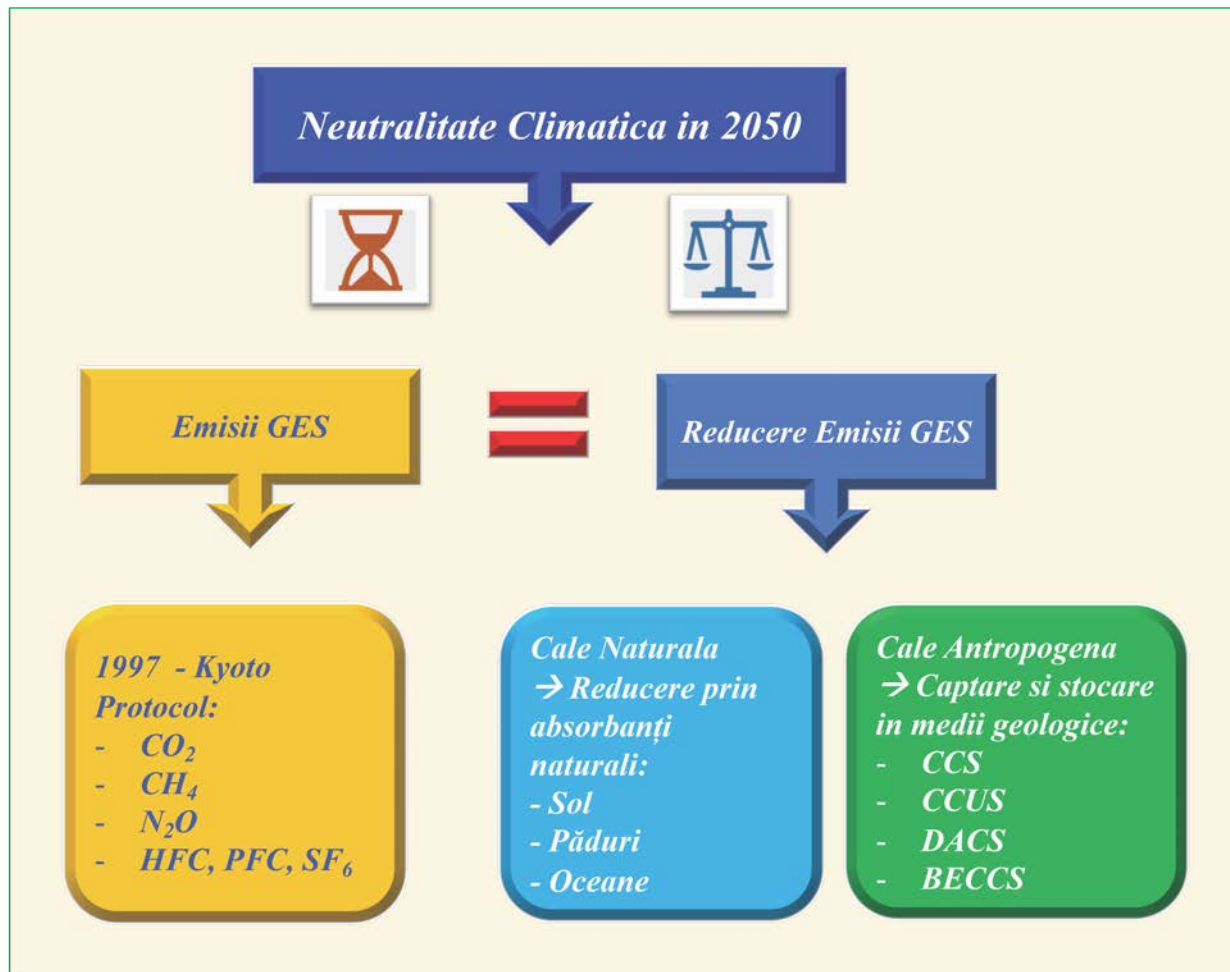 Neutralitate Climatica in 2050
Emisii GES
=
Reducere Emisii GES
1997 - Kyoto
Protocol:
- CO₂
- CH₄
- N₂O
- HFC, PFC, SF₆
Cale Naturala
→ Reducere prin
absorbanți
naturali:
- Sol
- Păduri
- Oceane
Cale Antropogena
→ Captare si stocare
in medii geologice:
- CCS
- CCUS
- DACS
- BECCS